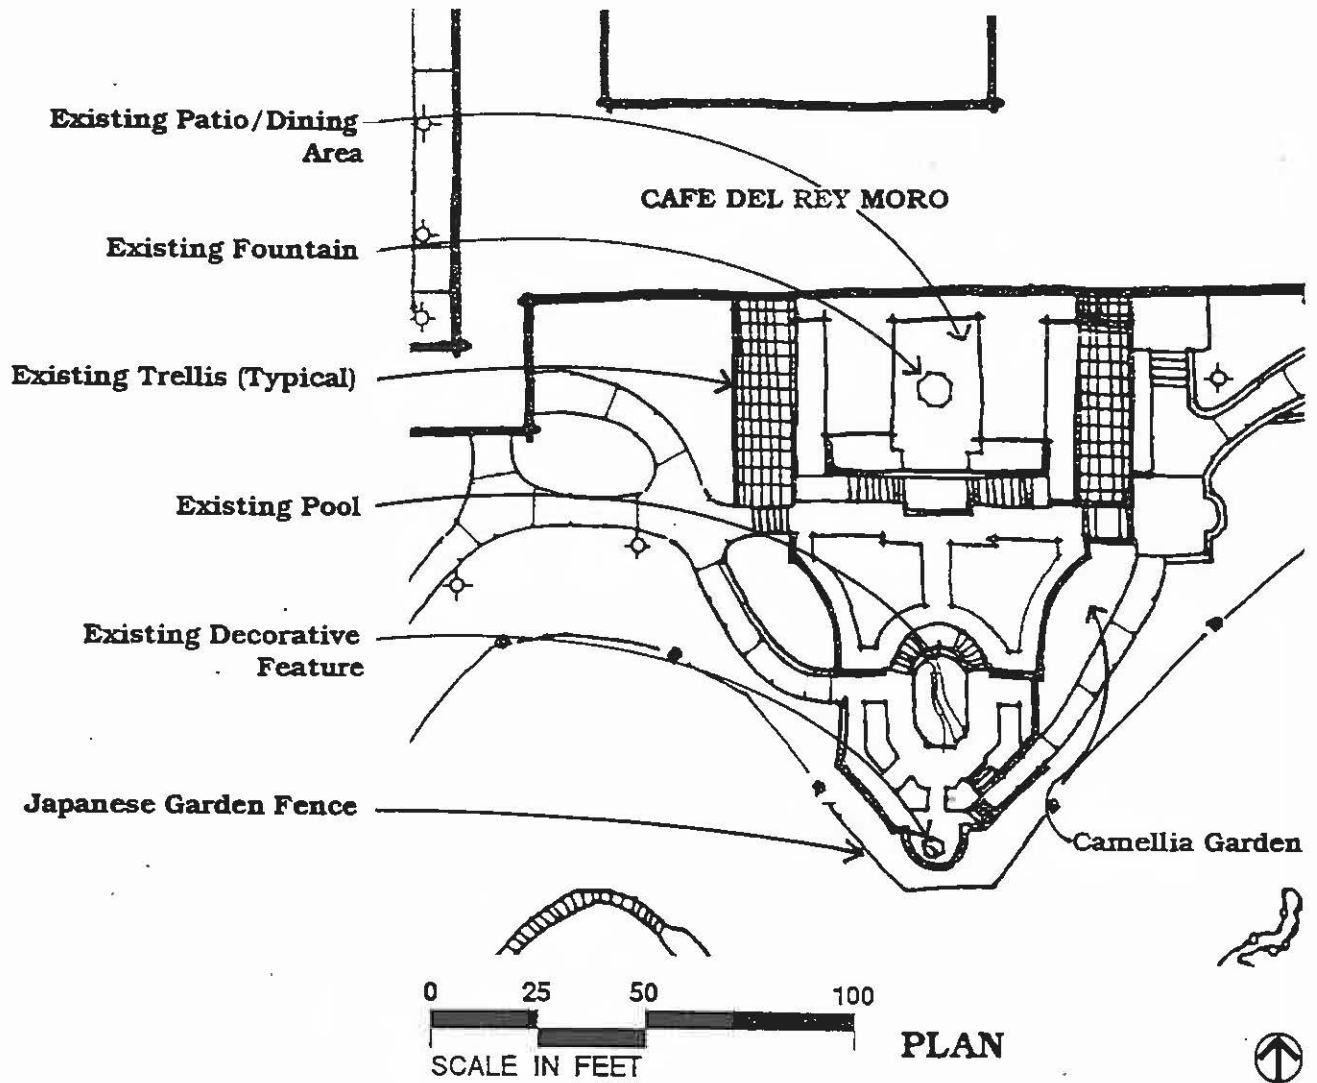 Existing Patio/Dining
Area
CAFE DEL REY MORO
Existing Fountain
Existing Trellis (Typical)
Existing Pool
Existing Decorative
Feature
Japanese Garden Fence
Camellia Garden
0 25 50 100
SCALE IN FEET
PLAN